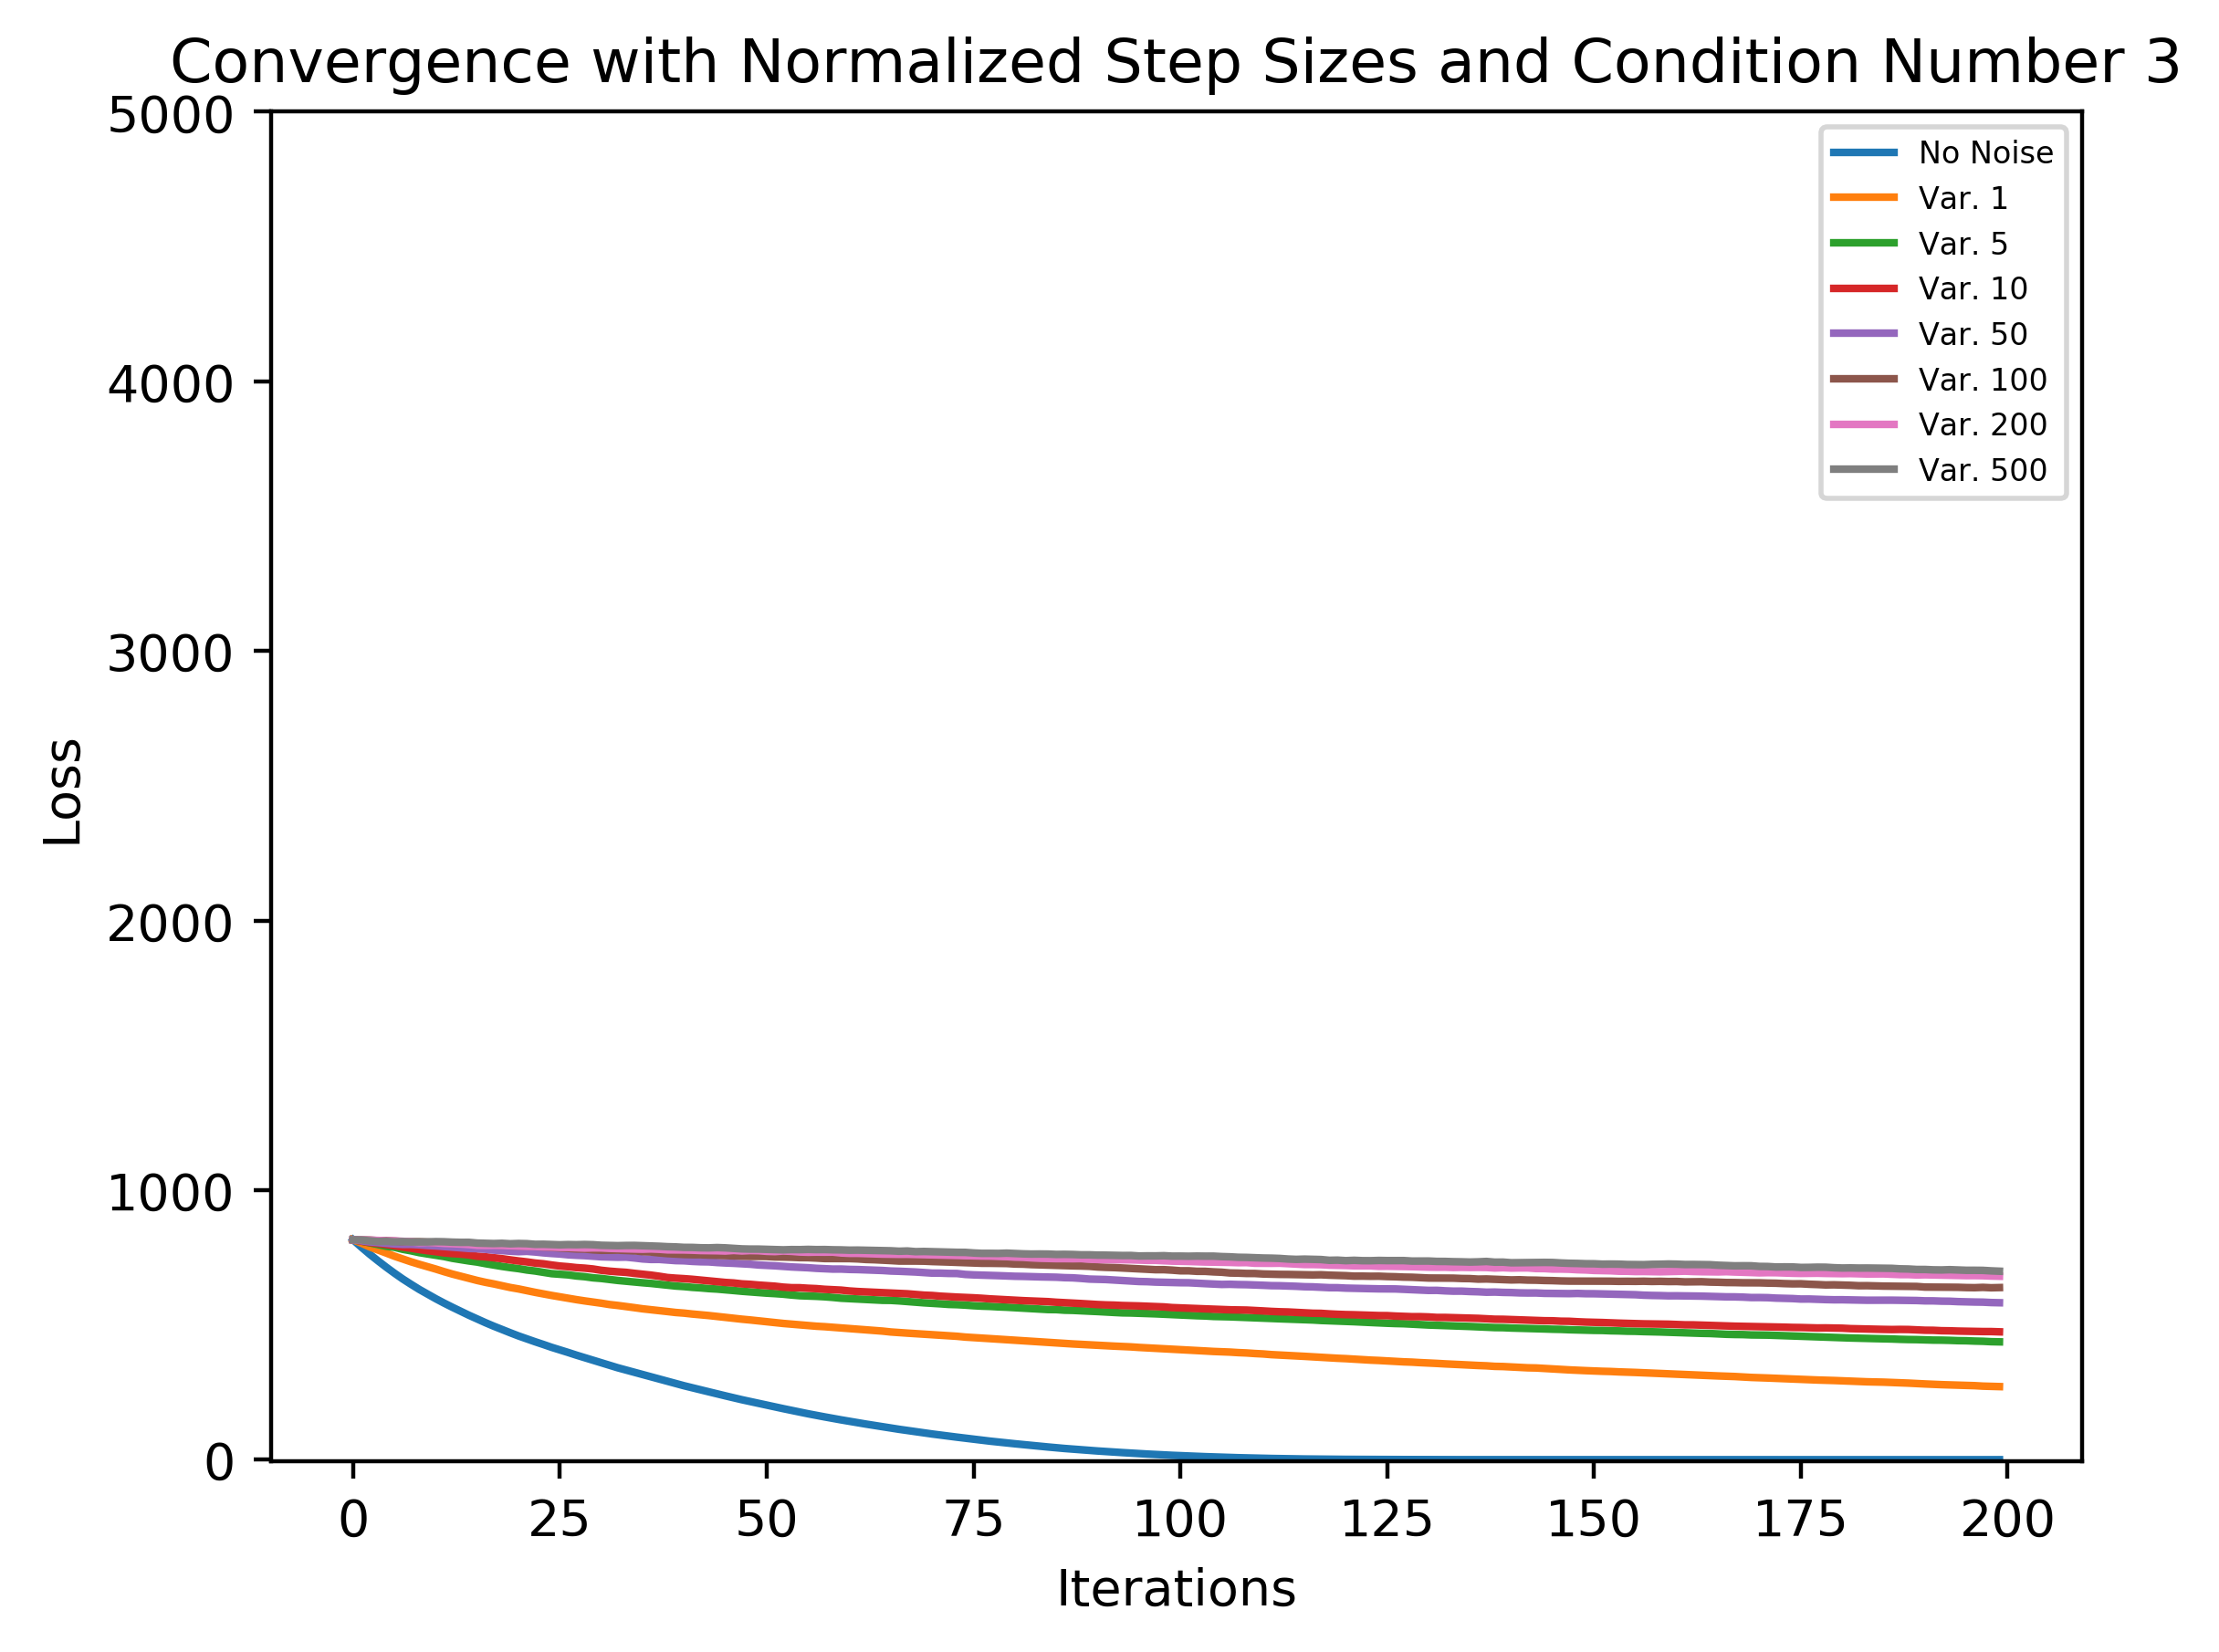 Convergence with Normalized Step Sizes and Condition Number 3
5000
4000
3000
2000
1000
0
Loss
No Noise
Var. 1
Var. 5
Var. 10
Var. 50
Var. 100
Var. 200
Var. 500
0 25 50 75 100 125 150 175 200
Iterations